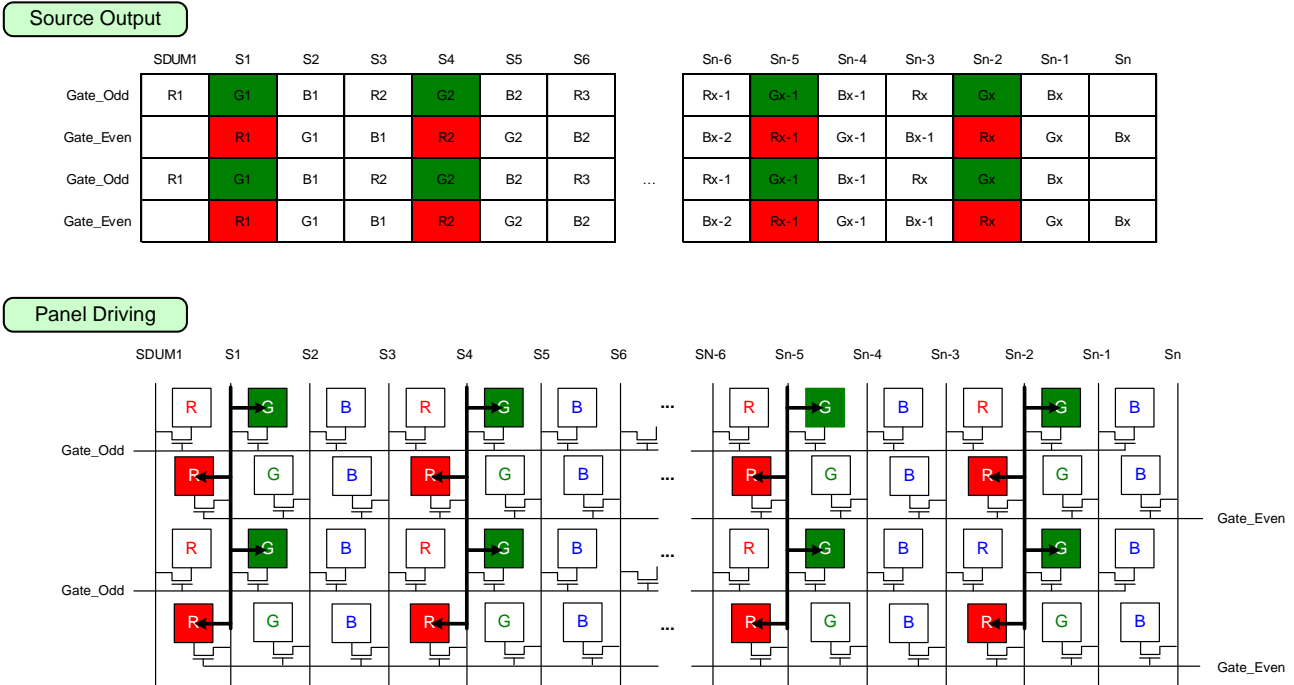 Source Output
SDUM1 S1 S2 S3 S4 S5 S6 Sn-6 Sn-5 Sn-4 Sn-3 Sn-2 Sn-1 Sn
Gate_Odd R1 G1 B1 R2 G2 B2 R3 Rx-1 Gx-1 Bx-1 Rx Gx Bx
Gate_Even R1 G1 B1 R2 G2 B2 Bx-2 Rx-1 Gx-1 Bx-1 Rx Gx Bx
Gate_Odd R1 G1 B1 R2 G2 B2 R3 ... Rx-1 Gx-1 Bx-1 Rx Gx Bx
Gate_Even R1 G1 B1 R2 G2 B2 Bx-2 Rx-1 Gx-1 Bx-1 Rx Gx Bx
Panel Driving
SDUM1 S1 S2 S3 S4 S5 S6 SN-6 Sn-5 Sn-4 Sn-3 Sn-2 Sn-1 Sn
R G B R G B ... R G B R G B
Gate_Odd
R G B R G B ... R G B R G B
Gate_Even
R G B R G B ... R G B R G B
Gate_Odd
R G B R G B ... R G B R G B
Gate_Even